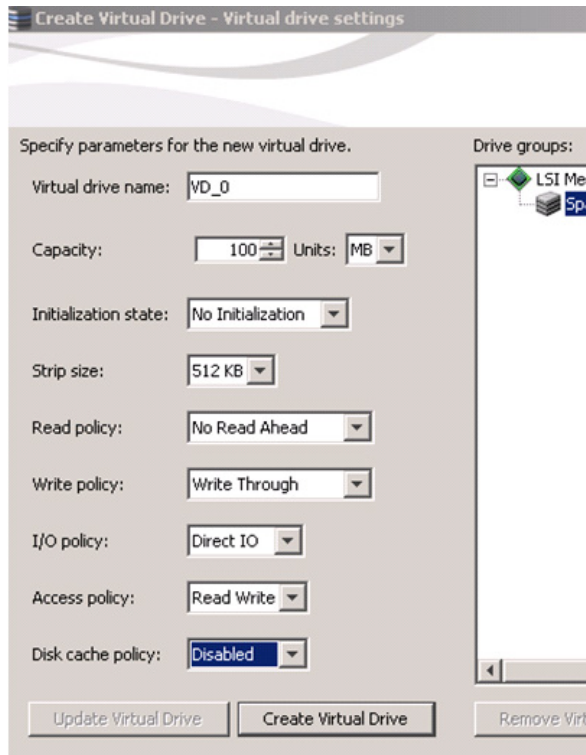 Create Virtual Drive - Virtual drive settings
Specify parameters for the new virtual drive.
Virtual drive name: VD_0
Capacity: 100 Units: MB
Initialization state: No Initialization
Strip size: 512 KB
Read policy: No Read Ahead
Write policy: Write Through
I/O policy: Direct IO
Access policy: Read Write
Disk cache policy: Disabled
Update Virtual Drive Create Virtual Drive
Drive groups:
LSI Me
Sp
Remove Virt